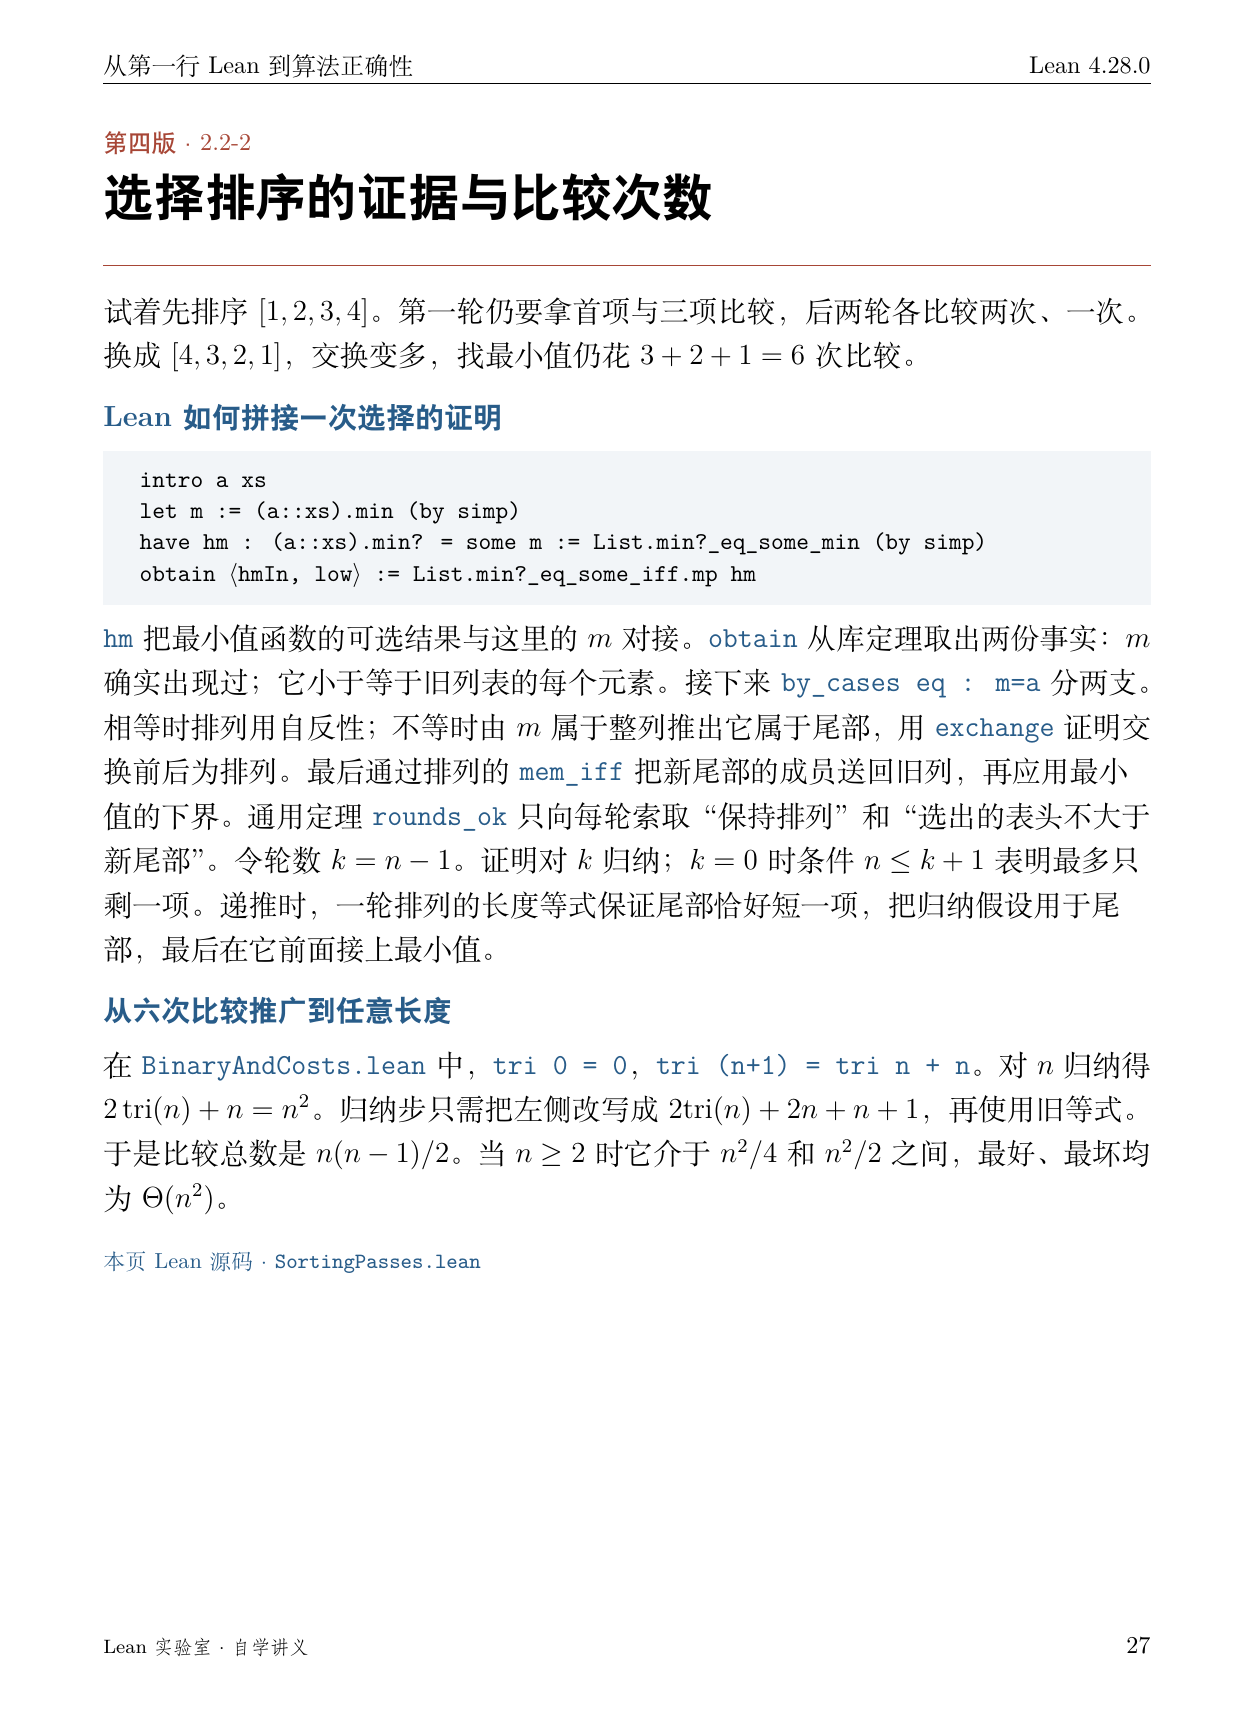 从第一行 Lean 到算法正确性
Lean 4.28.0
第四版 · 2.2-2
选择排序的证据与比较次数
试着先排序 [1, 2, 3, 4]。第一轮仍要拿首项与三项比较，后两轮各比较两次、一次。
换成 [4, 3, 2, 1]，交换变多，找最小值仍花 3 + 2 + 1 = 6 次比较。
Lean 如何拼接一次选择的证明
intro a xs
let m := (a::xs).min (by simp)
have hm : (a::xs).min? = some m := List.min?_eq_some_min (by simp)
obtain ⟨hmIn, low⟩ := List.min?_eq_some_iff.mp hm
hm 把最小值函数的可选结果与这里的 m 对接。obtain 从库定理取出两份事实：m
确实出现过；它小于等于旧列表的每个元素。接下来 by_cases eq : m=a 分两支。
相等时排列用自反性；不等时由 m 属于整列推出它属于尾部，用 exchange 证明交
换前后为排列。最后通过排列的 mem_iff 把新尾部的成员送回旧列，再应用最小
值的下界。通用定理 rounds_ok 只向每轮索取“保持排列”和“选出的表头不大于
新尾部”。令轮数 k = n − 1。证明对 k 归纳；k = 0 时条件 n ≤ k + 1 表明最多只
剩一项。递推时，一轮排列的长度等式保证尾部恰好短一项，把归纳假设用于尾
部，最后在它前面接上最小值。
从六次比较推广到任意长度
在 BinaryAndCosts.lean 中，tri 0 = 0，tri (n+1) = tri n + n。对 n 归纳得
2 tri(n) + n = n²。归纳步只需把左侧改写成 2tri(n) + 2n + n + 1，再使用旧等式。
于是比较总数是 n(n − 1)/2。当 n ≥ 2 时它介于 n²/4 和 n²/2 之间，最好、最坏均
为 Θ(n²)。
本页 Lean 源码 · SortingPasses.lean
Lean 实验室 · 自学讲义
27